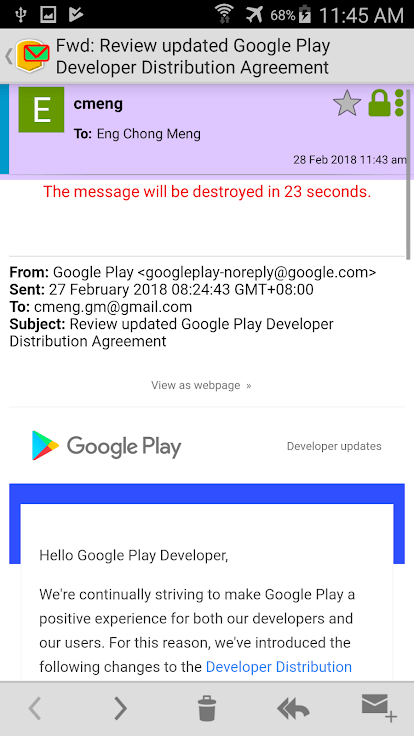 68% 11:45 AM
Fwd: Review updated Google Play
Developer Distribution Agreement
E
cmeng
To: Eng Chong Meng
28 Feb 2018 11:43 am
The message will be destroyed in 23 seconds.
From: Google Play <googleplay-noreply@google.com>
Sent: 27 February 2018 08:24:43 GMT+08:00
To: cmeng.gm@gmail.com
Subject: Review updated Google Play Developer
Distribution Agreement
View as webpage »
Google Play
Developer updates
Hello Google Play Developer,
We're continually striving to make Google Play a
positive experience for both our developers and
our users. For this reason, we've introduced the
following changes to the Developer Distribution